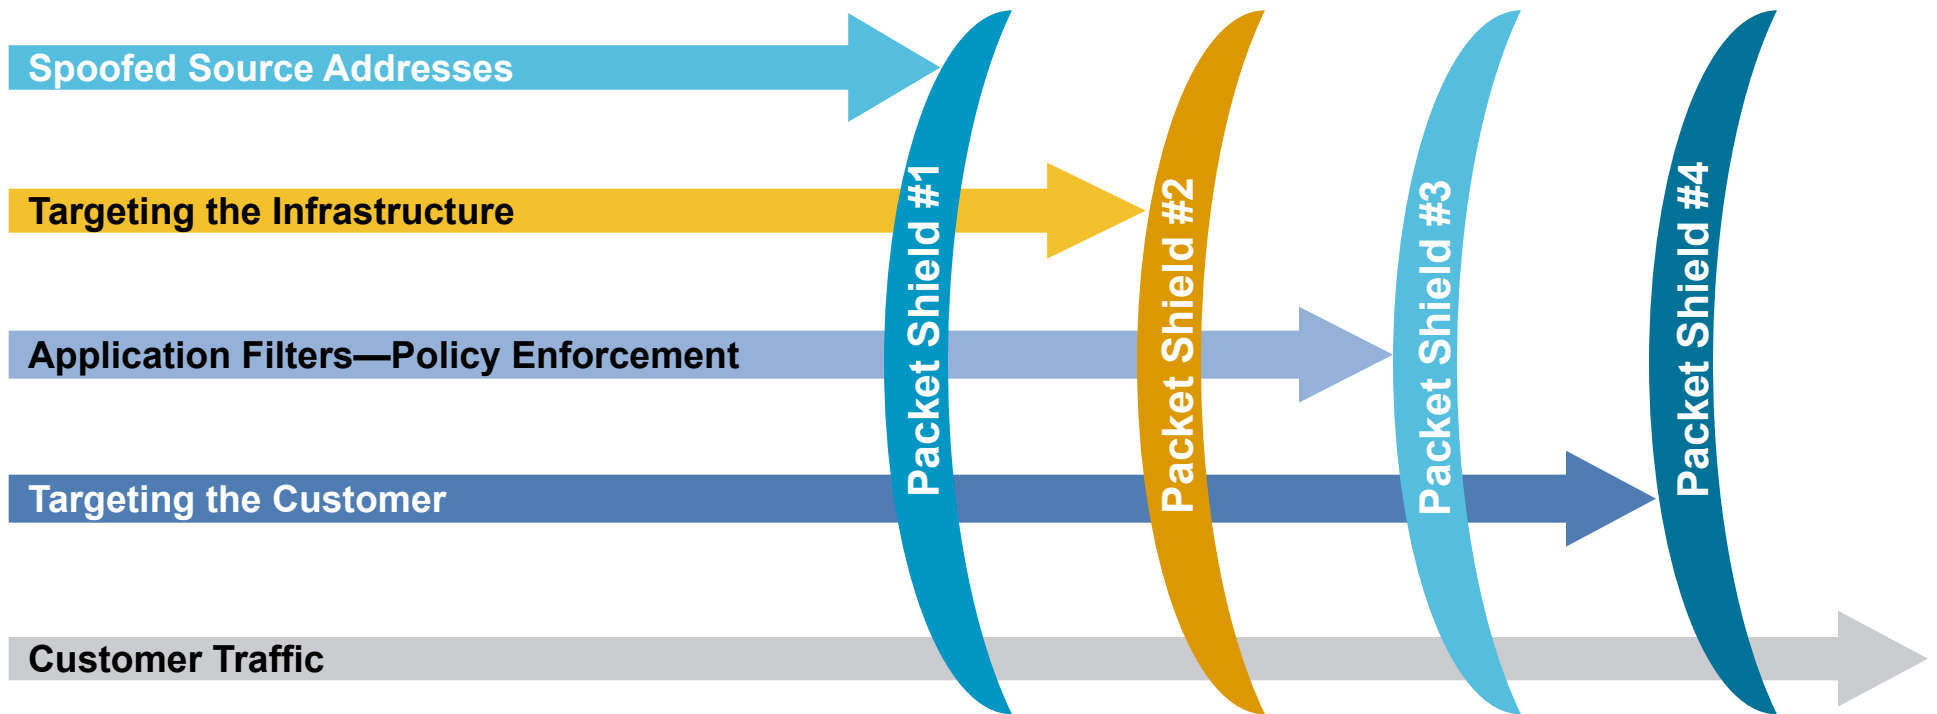 Spoofed Source Addresses
Targeting the Infrastructure
Application Filters—Policy Enforcement
Targeting the Customer
Customer Traffic
Packet Shield #1
Packet Shield #2
Packet Shield #3
Packet Shield #4